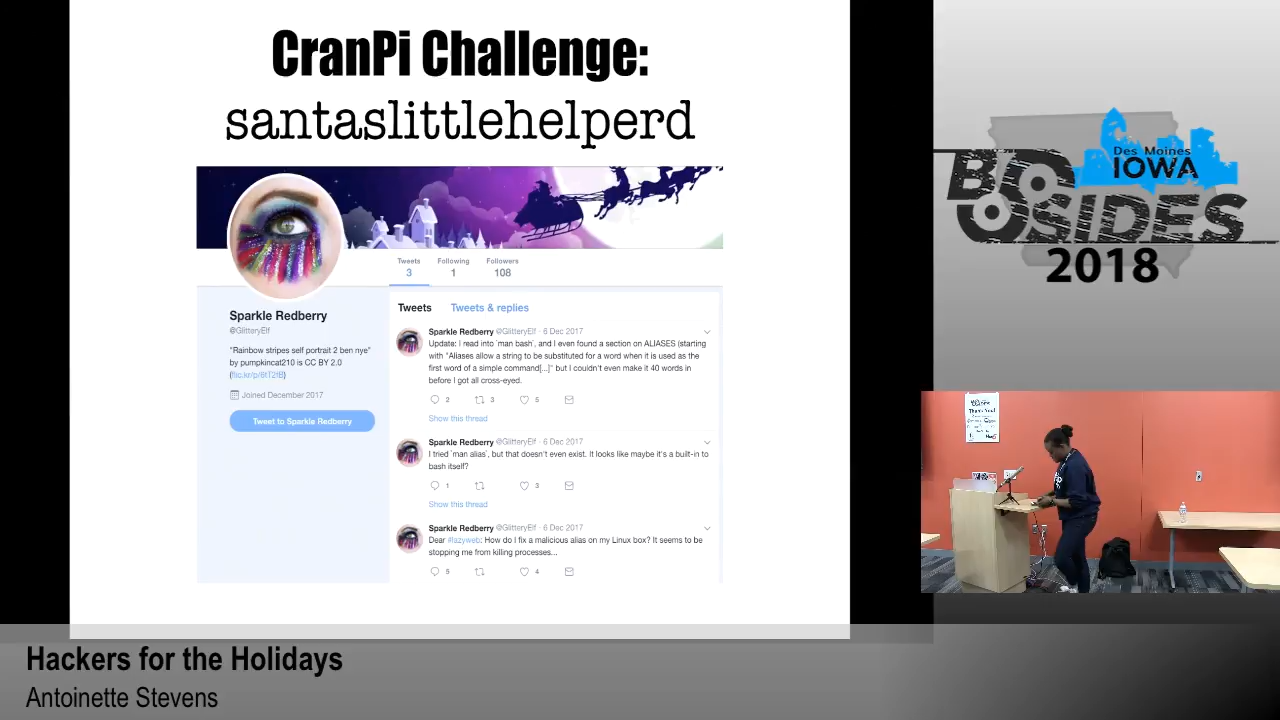 CranPi Challenge:
santaslittlehelperd
Tweets
3
Following
1
Followers
108
Sparkle Redberry
@GlitteryElf
"Rainbow stripes self portrait 2 ben nye"
by pumpkincat210 is CC BY 2.0
Joined December 2017
Tweet to Sparkle Redberry
Tweets
Tweets & replies
Sparkle Redberry @GlitteryElf · 6 Dec 2017
Update: I read into `man bash`, and I even found a section on ALIASES (starting
with "Aliases allow a string to be substituted for a word when it is used as the
first word of a simple command[...]" but I couldn't even make it 40 words in
before I got all cross-eyed.
2
3
5
Show this thread
Sparkle Redberry @GlitteryElf · 6 Dec 2017
I tried `man alias`, but that doesn't even exist. It looks like maybe it's a built-in to
bash itself?
1
3
Show this thread
Sparkle Redberry @GlitteryElf · 6 Dec 2017
Dear #lazyweb: How do I fix a malicious alias on my Linux box? It seems to be
stopping me from killing processes...
5
4
Des Moines
IOWA
BSIDES
2018
Thank You!
Hackers for the Holidays
Antoinette Stevens